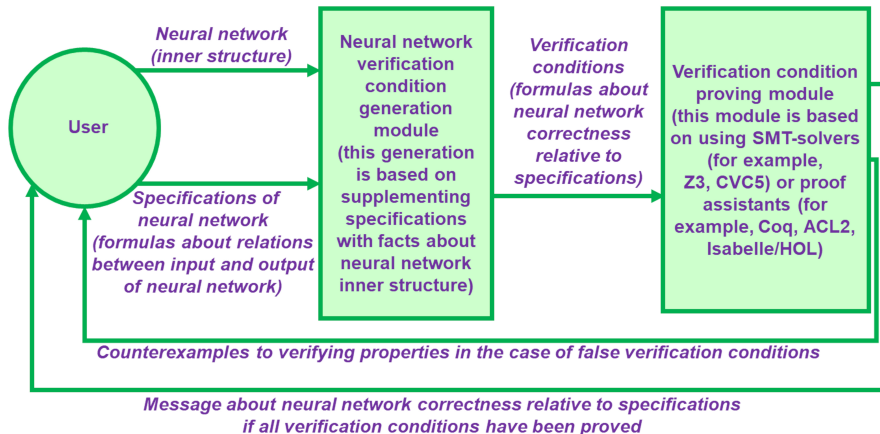 Neural network
(inner structure)
User
Specifications of
neural network
(formulas about relations
between input and output
of neural network)
Neural network
verification
condition
generation
module
(this generation
is based on
supplementing
specifications
with facts about
neural network
inner structure)
Verification
conditions
(formulas about
neural network
correctness
relative to
specifications)
Verification condition
proving module
(this module is based
on using SMT-solvers
(for example,
Z3, CVC5) or proof
assistants (for
example, Coq, ACL2,
Isabelle/HOL)
Counterexamples to verifying properties in the case of false verification conditions
Message about neural network correctness relative to specifications
if all verification conditions have been proved